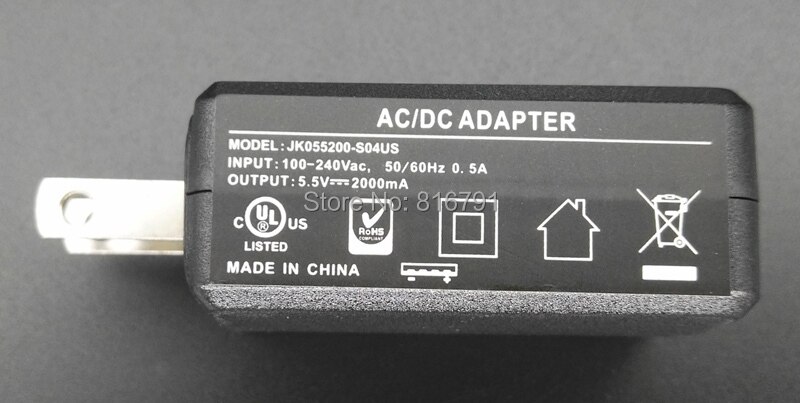 AC/DC ADAPTER
MODEL:JK055200-S04US
INPUT:100-240Vac, 50/60Hz 0.5A
OUTPUT:5.5V⎓2000mA
Store No: 816791
C UL ® US
LISTED
RoHS
COMPLIANT
MADE IN CHINA
- +